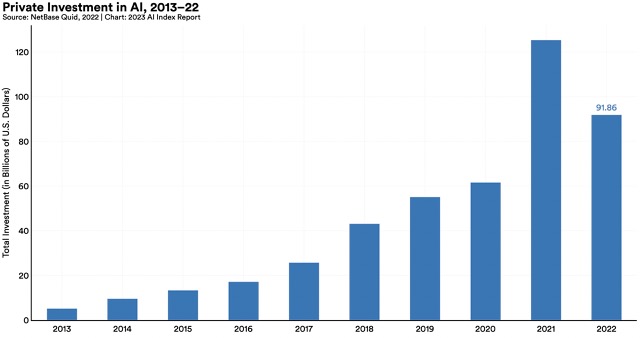 Private Investment in AI, 2013–22
Source: NetBase Quid, 2022 | Chart: 2023 AI Index Report
Total Investment (in Billions of U.S. Dollars)
120
100
80
60
40
20
0
91.86
2013 2014 2015 2016 2017 2018 2019 2020 2021 2022